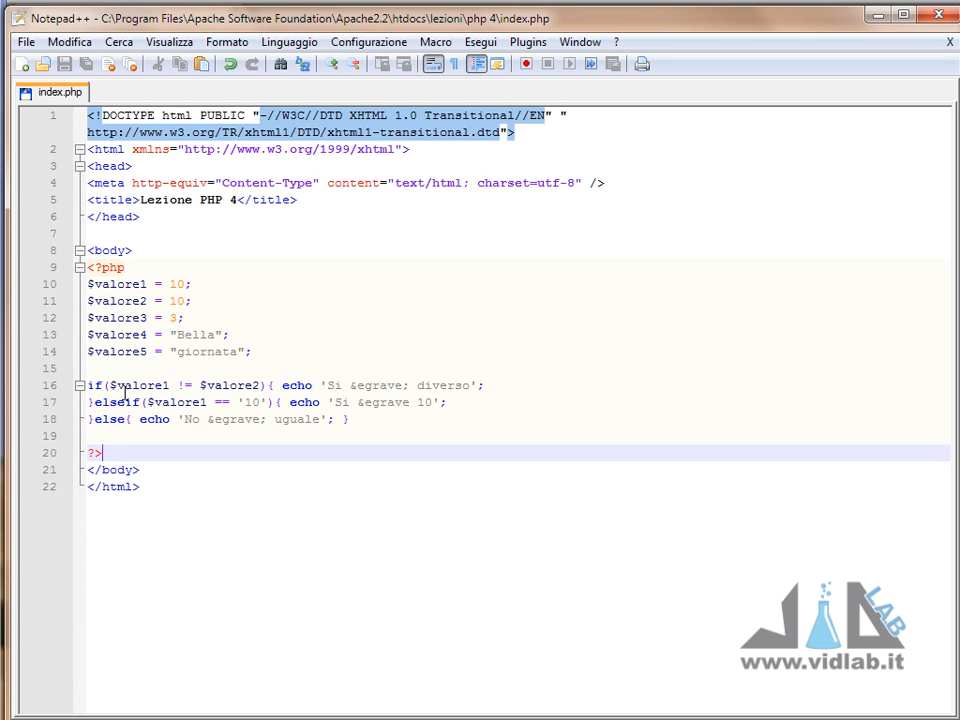 Notepad++ - C:\Program Files\Apache Software Foundation\Apache2.2\htdocs\lezioni\php 4\index.php
File Modifica Cerca Visualizza Formato Linguaggio Configurazione Macro Esegui Plugins Window ? X
index.php
1 <!DOCTYPE html PUBLIC "-//W3C//DTD XHTML 1.0 Transitional//EN" "
http://www.w3.org/TR/xhtml1/DTD/xhtml1-transitional.dtd">
2 <html xmlns="http://www.w3.org/1999/xhtml">
3 <head>
4 <meta http-equiv="Content-Type" content="text/html; charset=utf-8" />
5 <title>Lezione PHP 4</title>
6 </head>
7
8 <body>
9 <?php
10 $valore1 = 10;
11 $valore2 = 10;
12 $valore3 = 3;
13 $valore4 = "Bella";
14 $valore5 = "giornata";
15
16 if($valore1 != $valore2){ echo 'Si &egrave; diverso';
17 }elseif($valore1 == '10'){ echo 'Si &egrave 10';
18 }else{ echo 'No &egrave; uguale'; }
19
20 ?>
21 </body>
22 </html>
LAB
www.vidlab.it